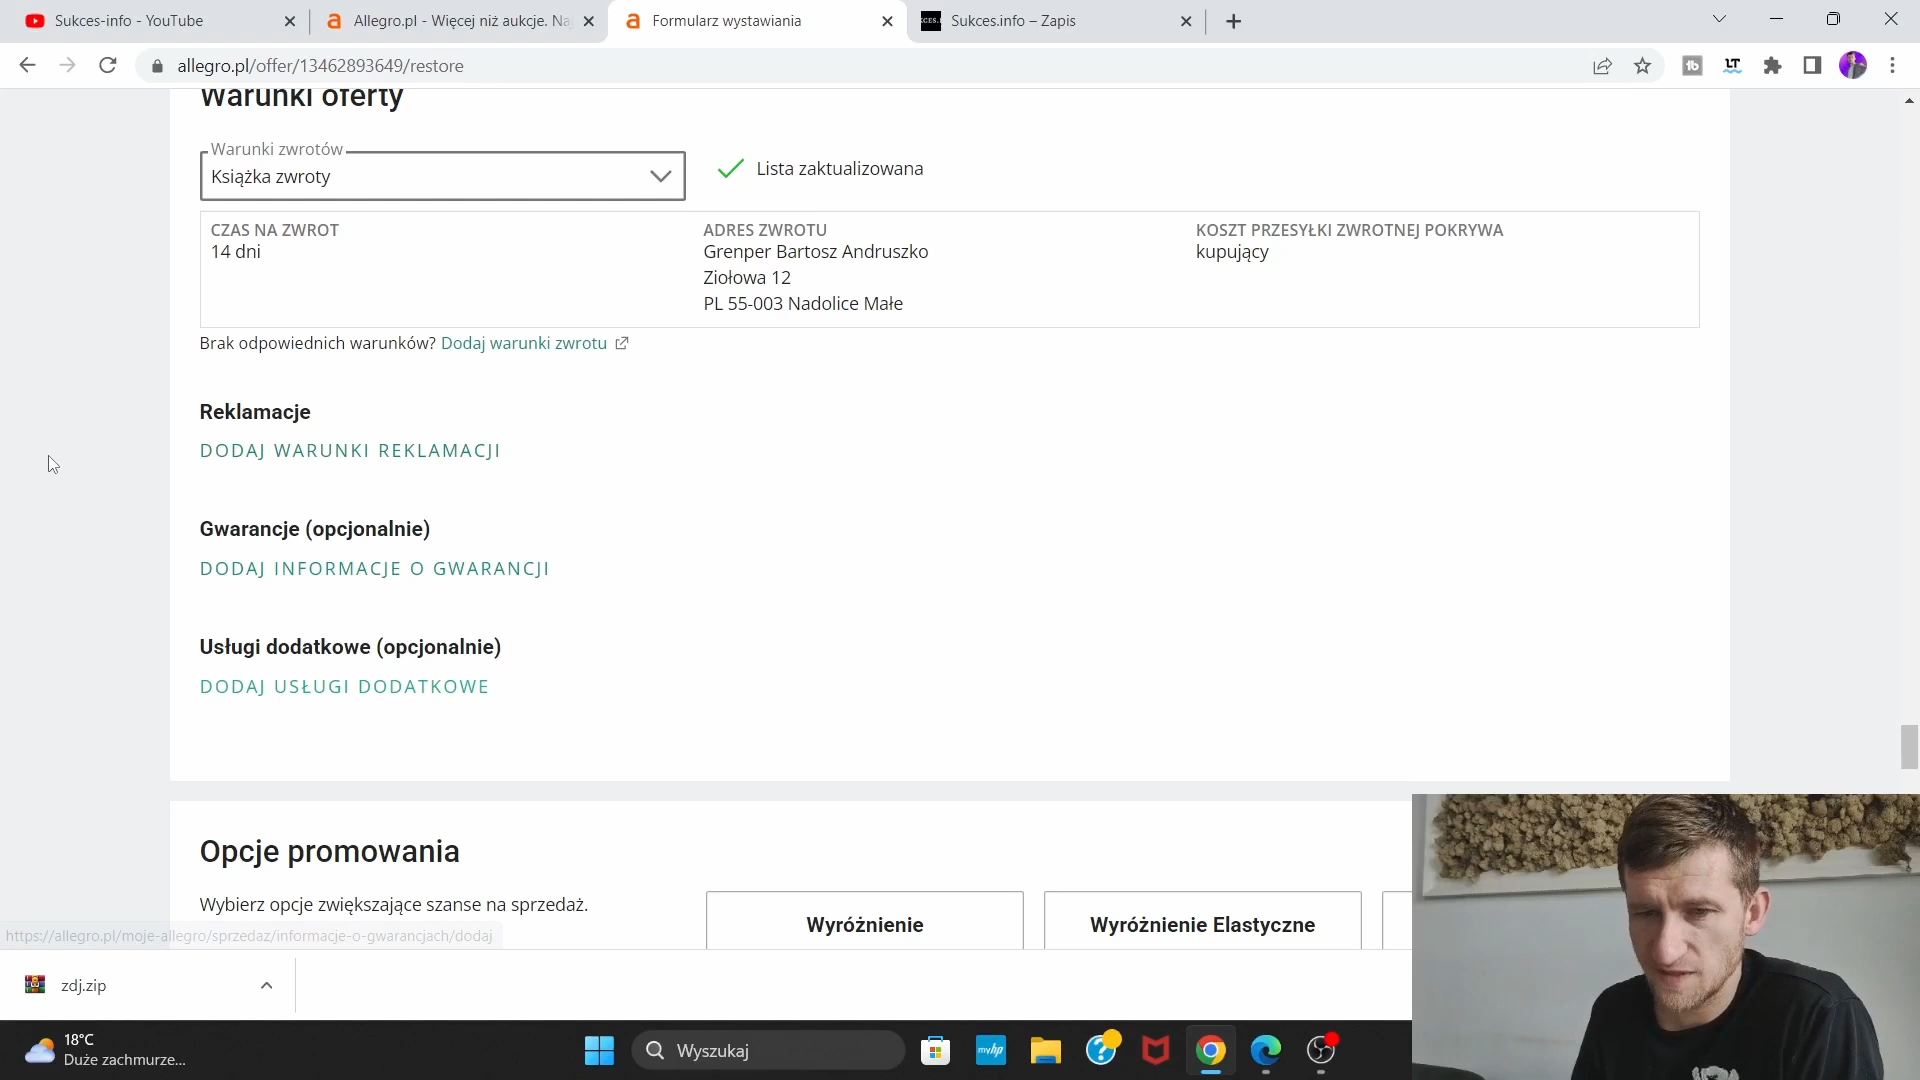 Sukces-info - YouTube
Allegro.pl - Więcej niż aukcje. Na
Formularz wystawiania
Sukces.info – Zapis
allegro.pl/offer/13462893649/restore
Warunki oferty
Warunki zwrotów
Książka zwroty
Lista zaktualizowana
CZAS NA ZWROT
14 dni
ADRES ZWROTU
Grenper Bartosz Andruszko
Ziołowa 12
PL 55-003 Nadolice Małe
KOSZT PRZESYŁKI ZWROTNEJ POKRYWA
kupujący
Brak odpowiednich warunków? Dodaj warunki zwrotu
Reklamacje
DODAJ WARUNKI REKLAMACJI
Gwarancje (opcjonalnie)
DODAJ INFORMACJE O GWARANCJI
Usługi dodatkowe (opcjonalnie)
DODAJ USŁUGI DODATKOWE
Opcje promowania
Wybierz opcje zwiększające szanse na sprzedaż.
Wyróżnienie
Wyróżnienie Elastyczne
https://allegro.pl/moje-allegro/sprzedaz/informacje-o-gwarancjach/dodaj
zdj.zip
18°C
Duże zachmurze...
Wyszukaj
myhp